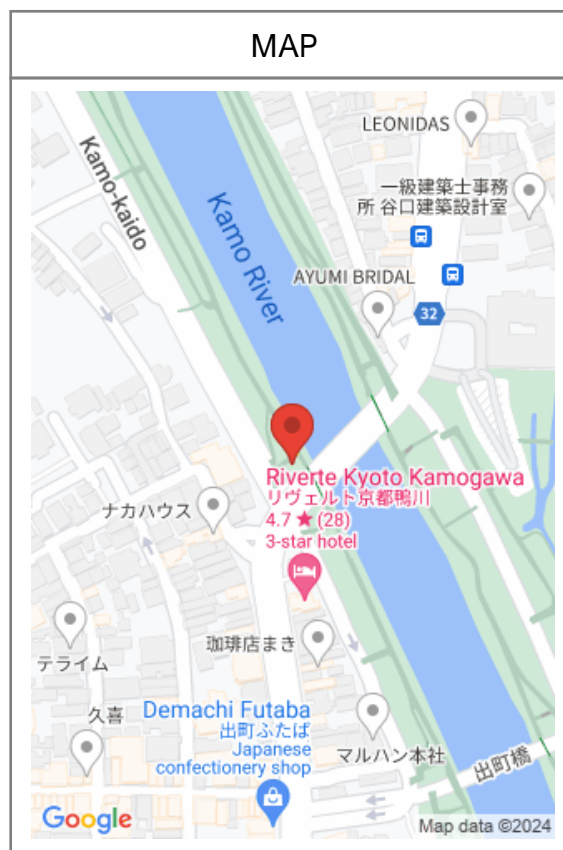 MAP
LEONIDAS
Kamo-kaido
一級建築士事務
所 谷口建築設計室
Kamo River
AYUMI BRIDAL
32
Riverte Kyoto Kamogawa
リヴェルト京都鴨川
4.7 ★ (28)
3-star hotel
ナカハウス
珈琲店まき
テライム
久喜
Demachi Futaba
出町ふたば
Japanese
confectionery shop
マルハン本社
出町橋
Google
Map data ©2024